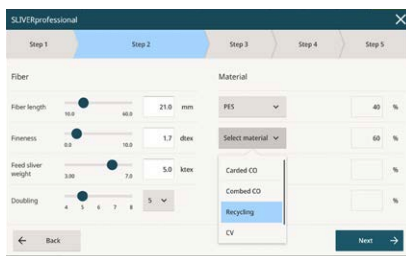 SLIVERprofessional
Step 1 Step 2 Step 3 Step 4 Step 5
Fiber Material
Fiber length 10.0 60.0 21.0 mm PES 40 %
Fineness 0.0 10.0 1.7 dtex Select material 60 %
Feed sliver weight 3.00 7.0 5.0 ktex %
Doubling 4 5 6 7 8 5 %
Carded CO
Combed CO
Recycling
CV
Back Next